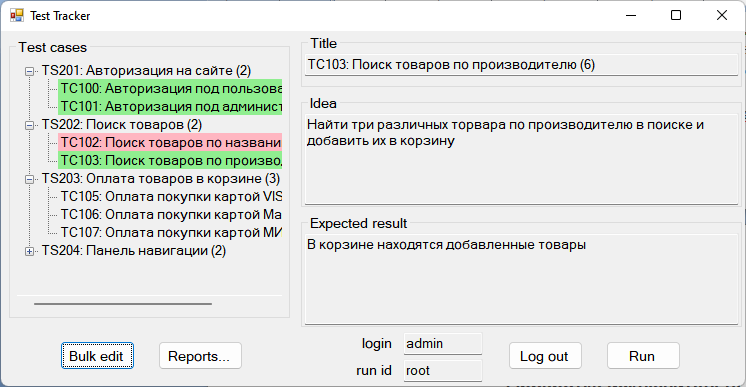 Test Tracker
Test cases
TS201: Авторизация на сайте (2)
TC100: Авторизация под пользова
TC101: Авторизация под админист
TS202: Поиск товаров (2)
TC102: Поиск товаров по названи
TC103: Поиск товаров по произво
TS203: Оплата товаров в корзине (3)
TC105: Оплата покупки картой VIS
TC106: Оплата покупки картой Ма
TC107: Оплата покупки картой МИ
TS204: Панель навигации (2)
Title
TC103: Поиск товаров по производителю (6)
Idea
Найти три различных торвара по производителю в поиске и
добавить их в корзину
Expected result
В корзине находятся добавленные товары
Bulk edit
Reports...
login
admin
run id
root
Log out
Run